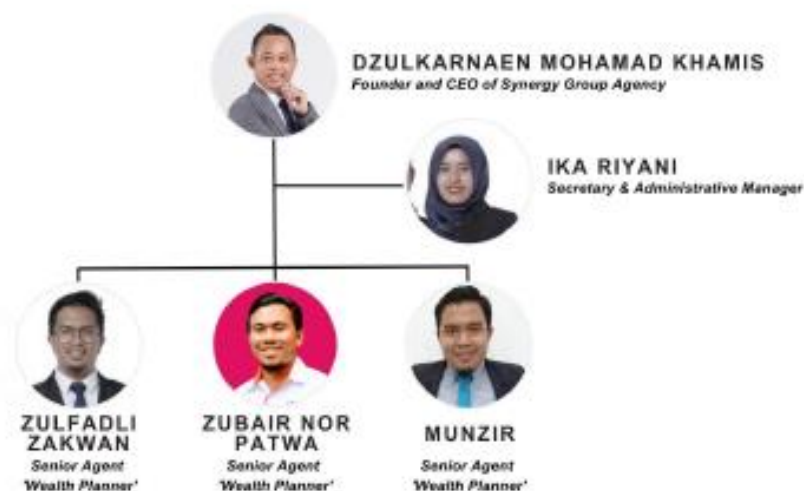 DZULKARNAEN MOHAMAD KHAMIS
Founder and CEO of Synergy Group Agency
IKA RIYANI
Secretary & Administrative Manager
ZULFADLI
ZAKWAN
Senior Agent
'Wealth Planner'
ZUBAIR NOR
PATWA
Senior Agent
'Wealth Planner'
MUNZIR
Senior Agent
'Wealth Planner'